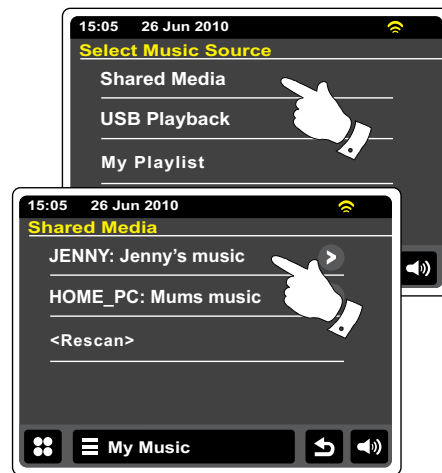 15:05 26 Jun 2010
Select Music Source
Shared Media
USB Playback
My Playlist
15:05 26 Jun 2010
Shared Media
JENNY: Jenny's music
HOME_PC: Mums music
<Rescan>
My Music